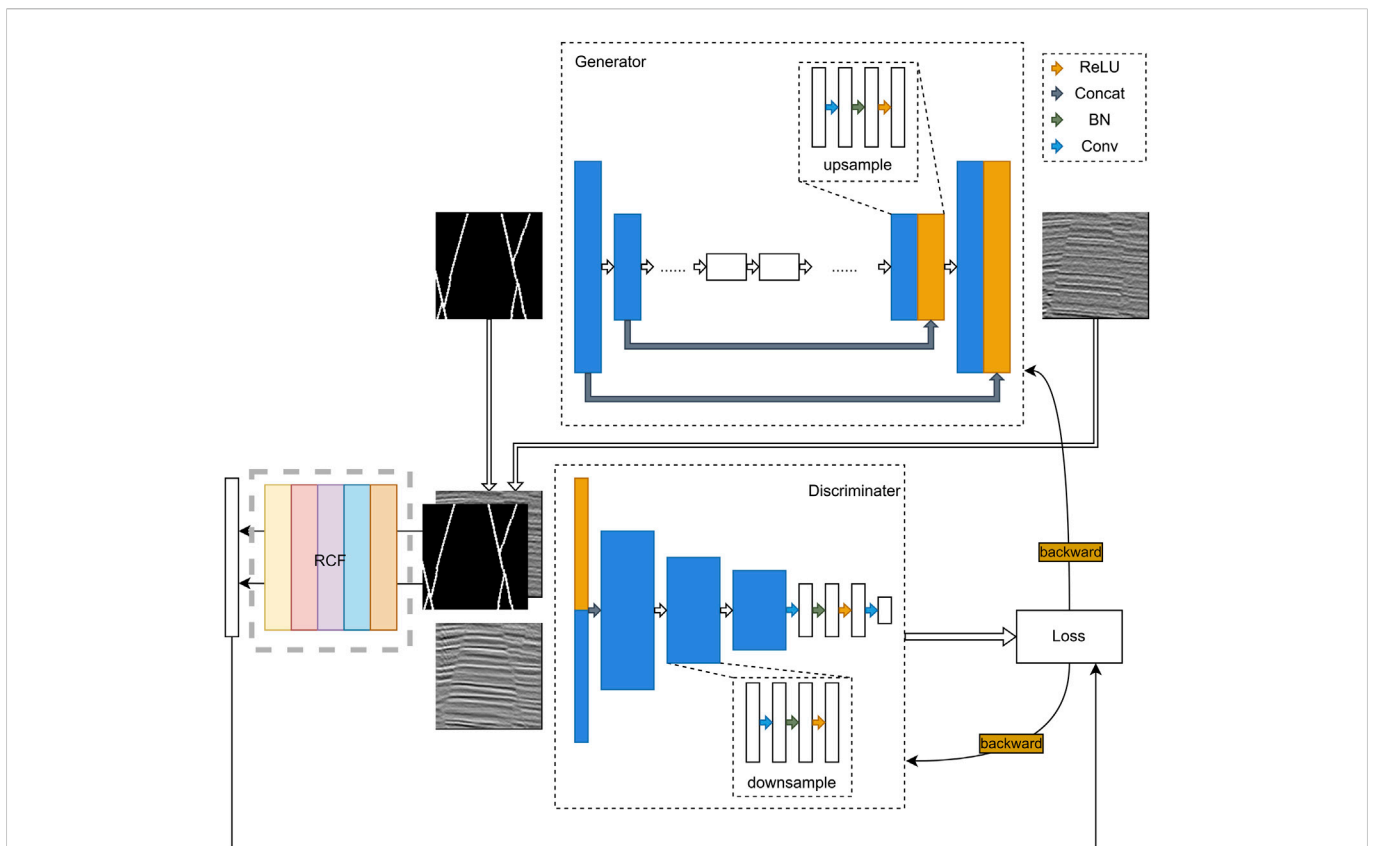 Generator
upsample
ReLU
Concat
BN
Conv
......
......
Discriminater
RCF
backward
Loss
backward
downsample